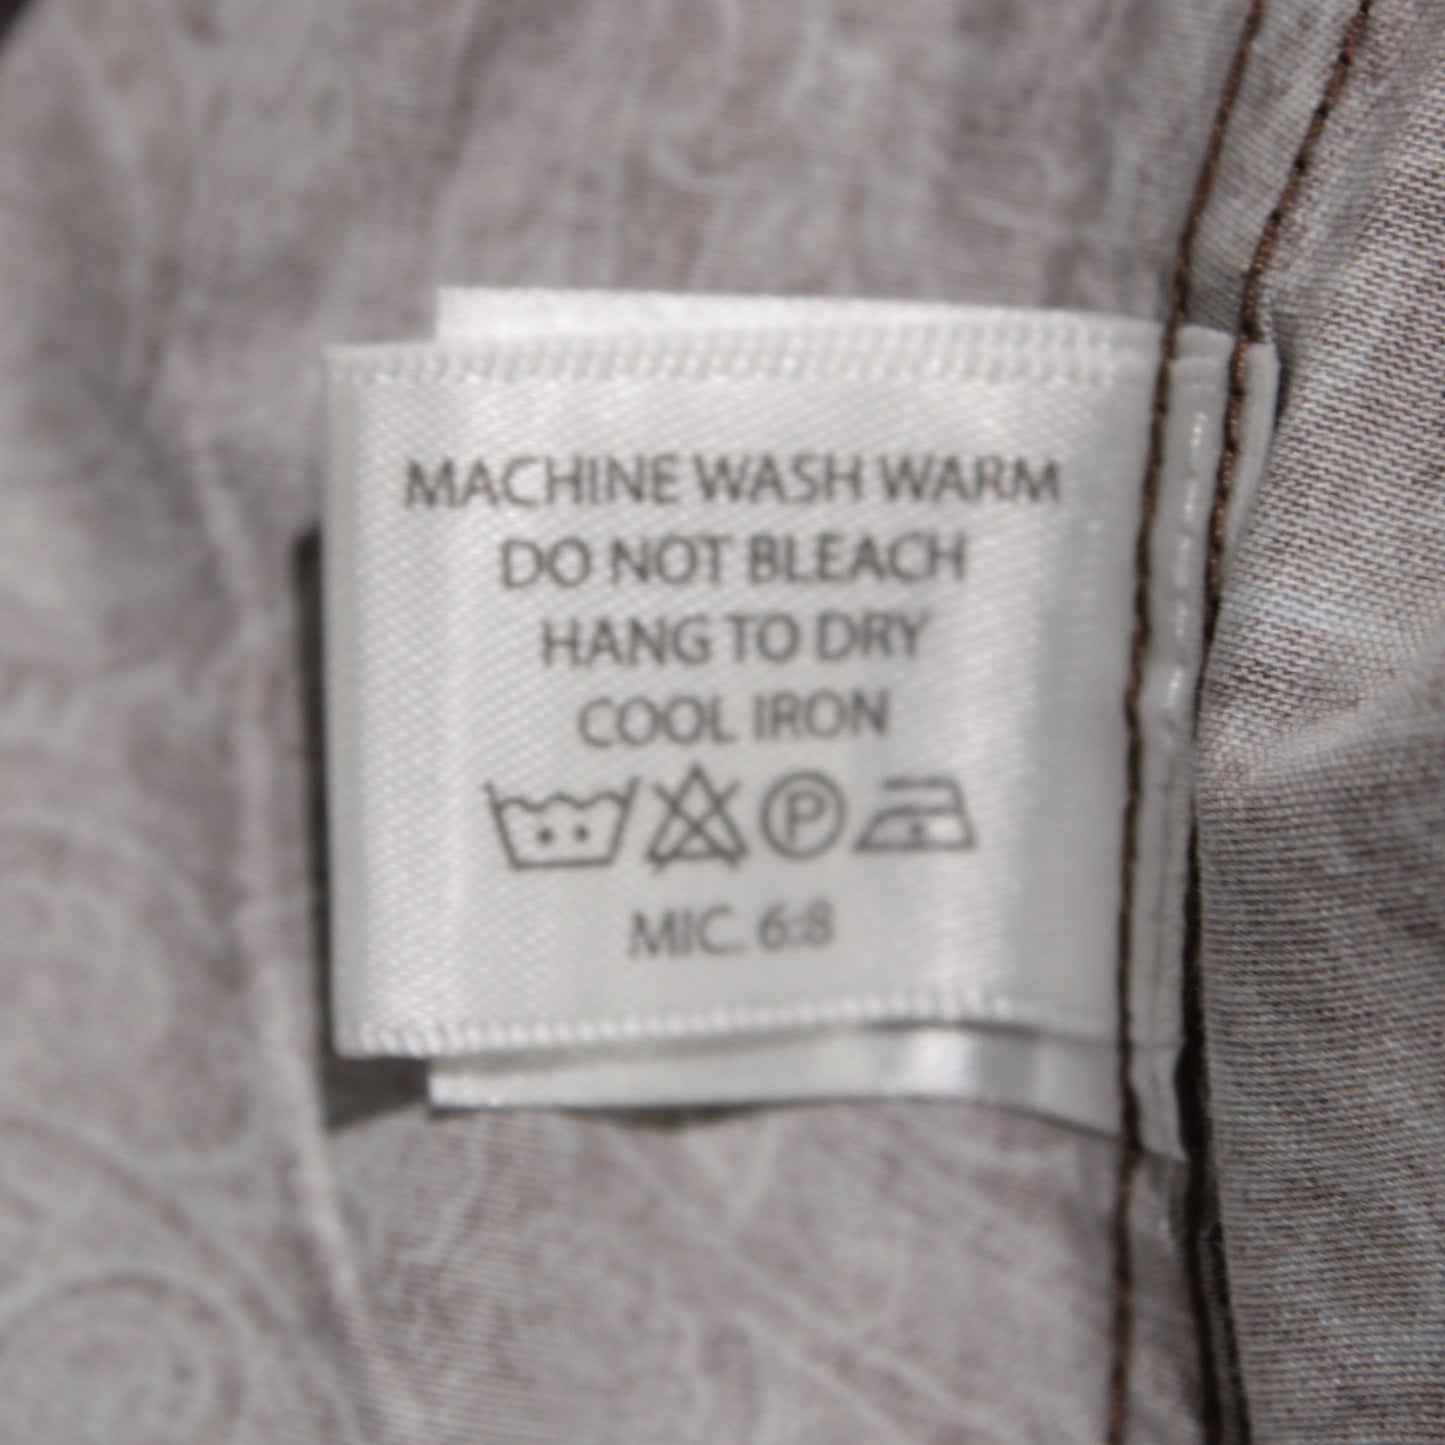 MACHINE WASH WARM
DO NOT BLEACH
HANG TO DRY
COOL IRON
P
MIC. 6:8